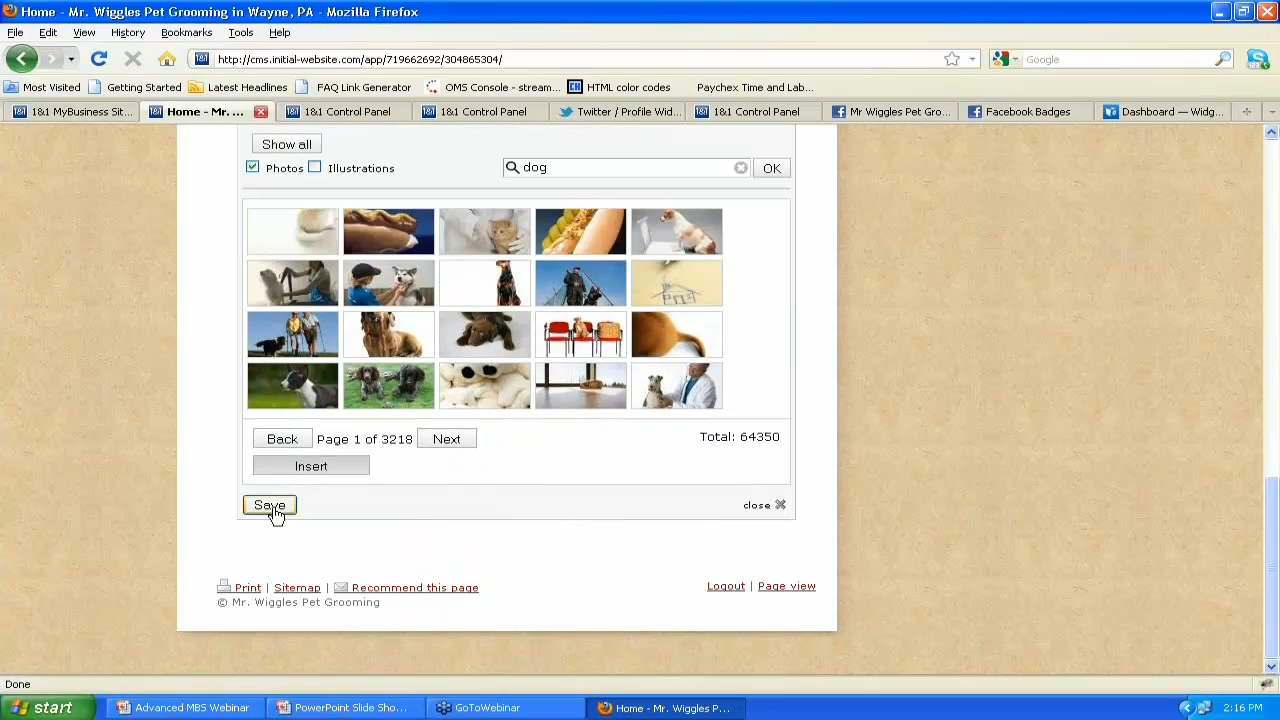 Home - Mr. Wiggles Pet Grooming in Wayne, PA - Mozilla Firefox
File Edit View History Bookmarks Tools Help
http://cms.initial-website.com/app/719662692/304865304/
Google
Most Visited Getting Started Latest Headlines FAQ Link Generator OMS Console - stream... CH HTML color codes Paychex Time and Lab...
1&1 MyBusiness Sit... Home - Mr. ... 1&1 Control Panel 1&1 Control Panel Twitter / Profile Wid... 1&1 Control Panel Mr Wiggles Pet Gro... Facebook Badges Dashboard — Widg...
Show all
Photos Illustrations dog OK
Back Page 1 of 3218 Next Total: 64350
Insert
Save close
Print | Sitemap | Recommend this page Logout | Page view
© Mr. Wiggles Pet Grooming
Done
start Advanced MBS Webinar PowerPoint Slide Sho... GoToWebinar Home - Mr. Wiggles P... 2:16 PM